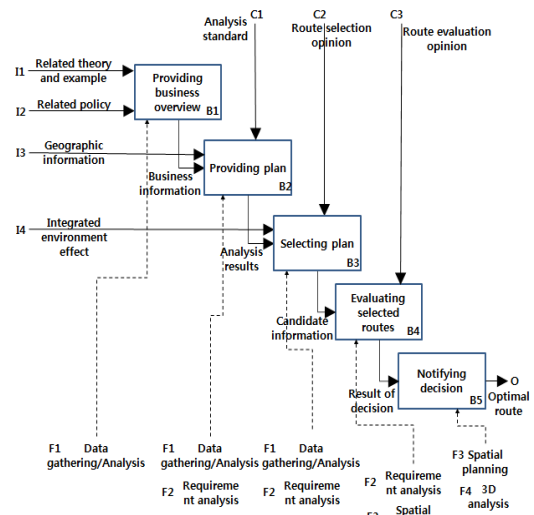 C1
C2
C3
Analysis
standard
Route selection
opinion
Route evaluation
opinion
I1
Related theory
and example
Providing
business
overview
B1
I2
Related policy
I3
Geographic
information
Business
information
Providing plan
B2
I4
Integrated
environment
effect
Analysis
results
Selecting plan
B3
Candidate
information
Evaluating
selected
routes
B4
Result of
decision
Notifying
decision
B5
O
Optimal
route
F1 Data
gathering/Analysis
F1 Data
gathering/Analysis
F2 Requireme
nt analysis
F1 Data
gathering/Analysis
F2 Requireme
nt analysis
F2 Requireme
nt analysis
Spatial
F3 Spatial
planning
F4 3D
analysis